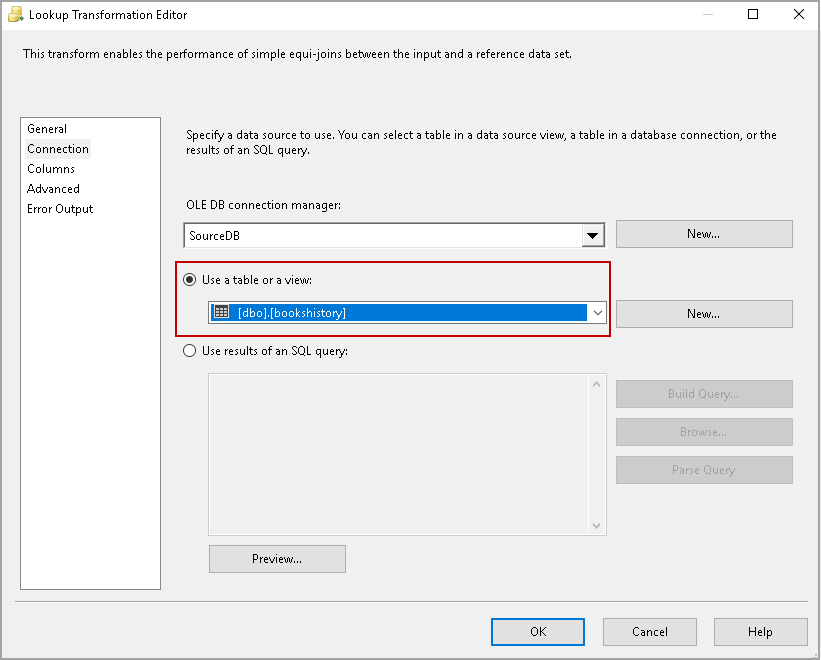 Lookup Transformation Editor
This transform enables the performance of simple equi-joins between the input and a reference data set.
General
Connection
Columns
Advanced
Error Output
Specify a data source to use. You can select a table in a data source view, a table in a database connection, or the
results of an SQL query.
OLE DB connection manager:
SourceDB
New...
Use a table or a view:
[dbo].[bookshistory]
New...
Use results of an SQL query:
Build Query...
Browse...
Parse Query
Preview...
OK
Cancel
Help